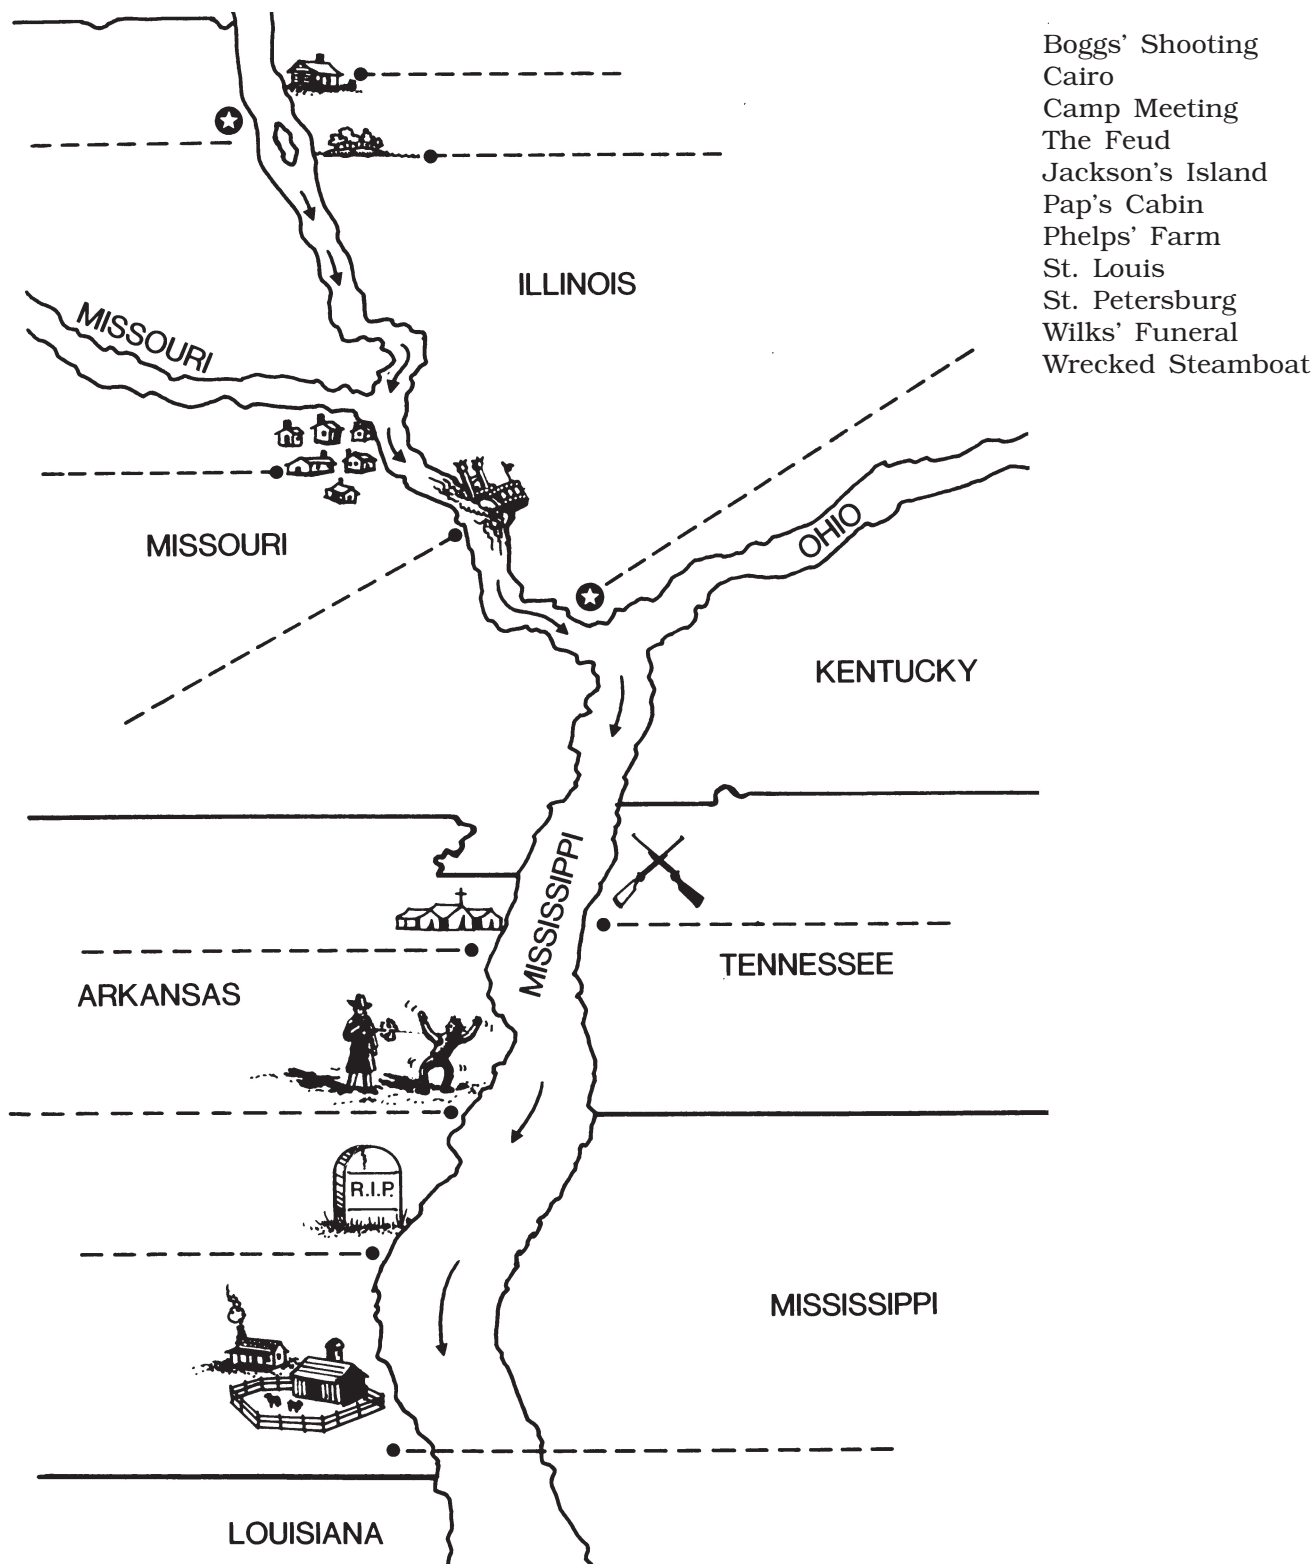 Boggs’ Shooting
Cairo
Camp Meeting
The Feud
Jackson’s Island
Pap’s Cabin
Phelps’ Farm
St. Louis
St. Petersburg
Wilks’ Funeral
Wrecked Steamboat
ILLINOIS
MISSOURI
OHIO
MISSOURI
KENTUCKY
MISSISSIPPI
TENNESSEE
ARKANSAS
R.I.P.
MISSISSIPPI
LOUISIANA